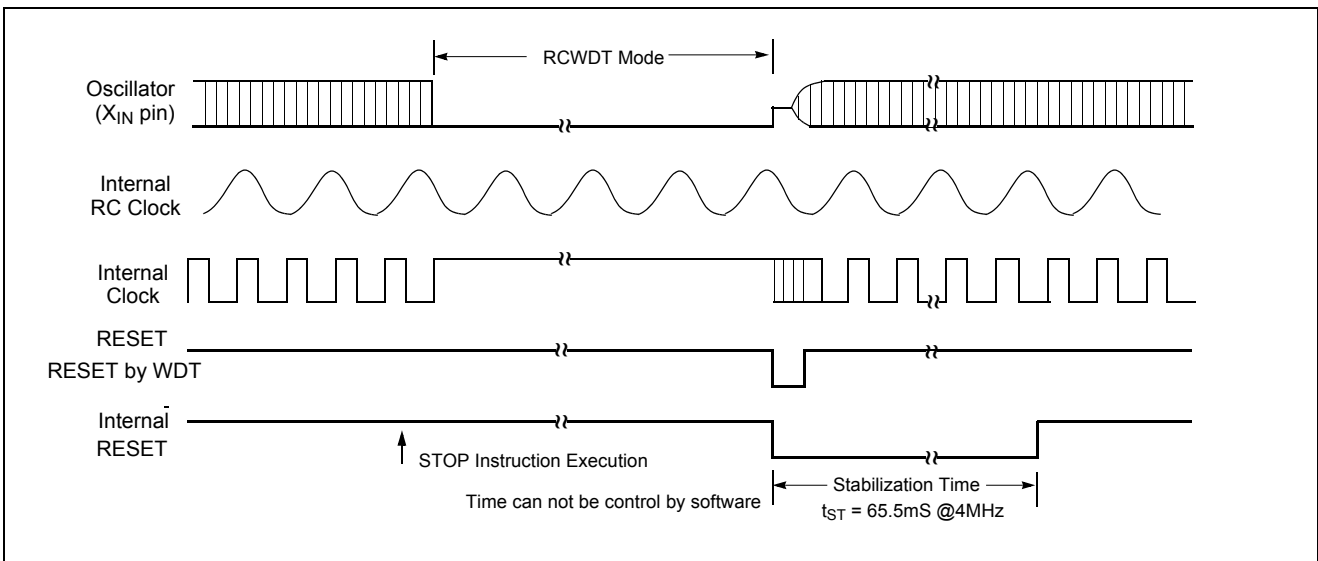 RCWDT Mode
Oscillator
(XIN pin)
Internal
RC Clock
Internal
Clock
RESET
RESET by WDT
Internal
RESET
STOP Instruction Execution
Time can not be control by software
Stabilization Time
tST = 65.5mS @4MHz